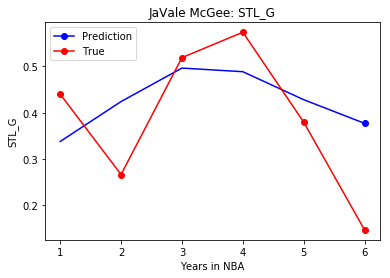 JaVale McGee: STL_G
Prediction
True
STL_G
0.5
0.4
0.3
0.2
1 2 3 4 5 6
Years in NBA